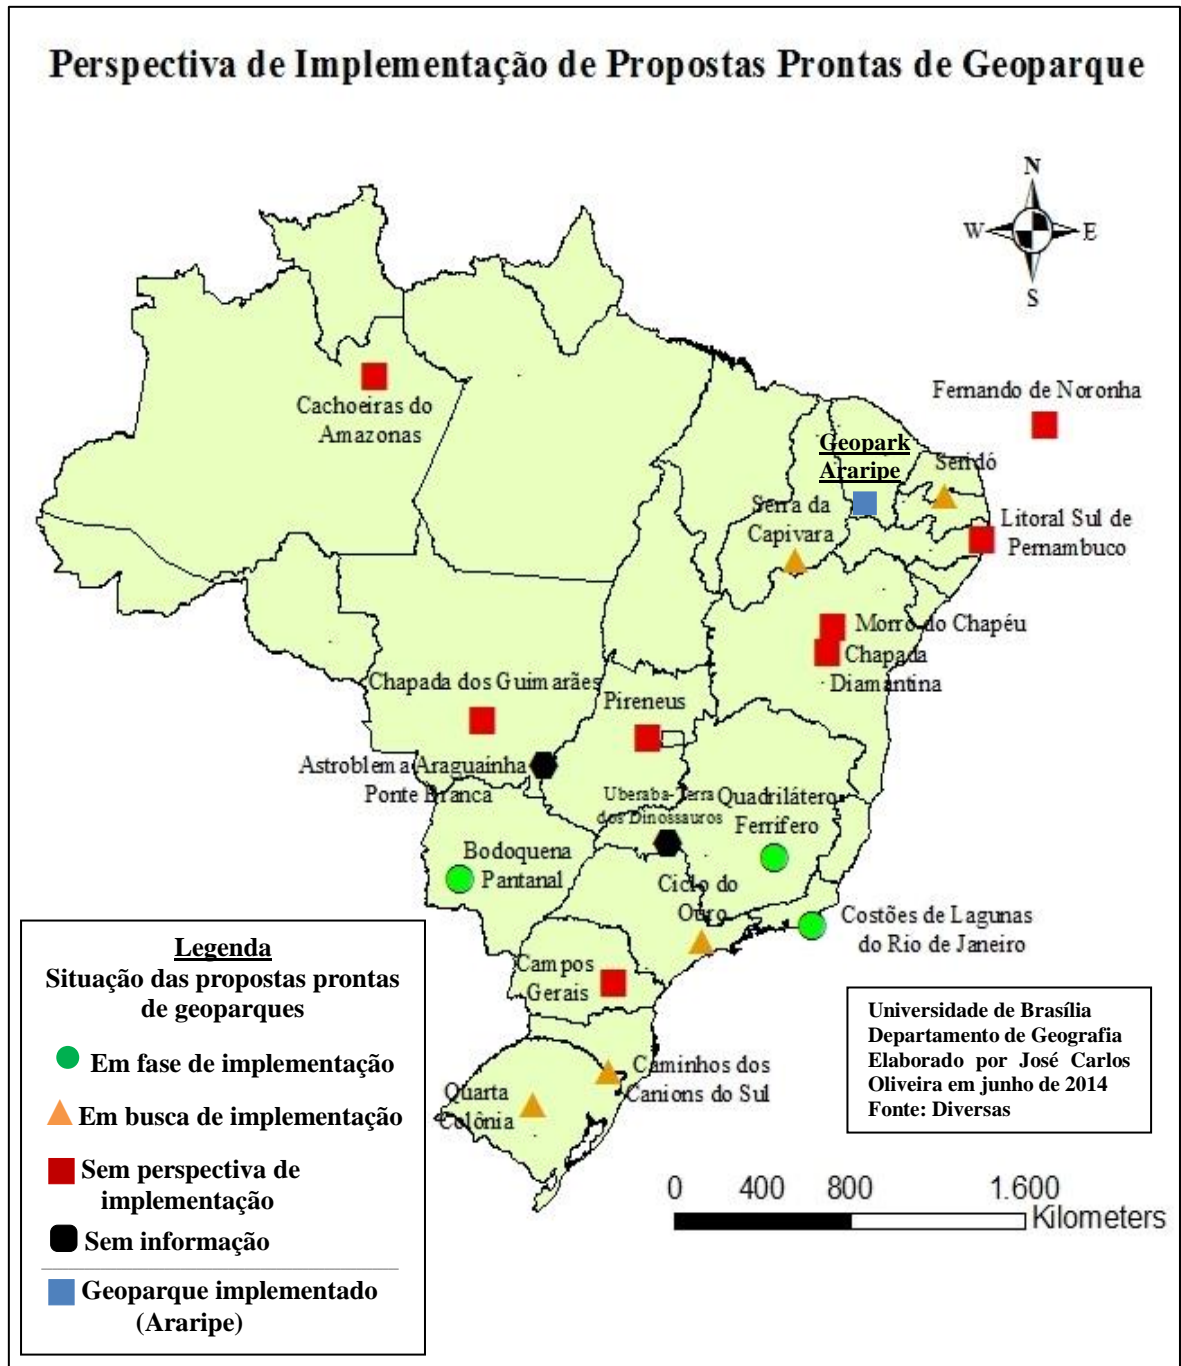 Perspectiva de Implementação de Propostas Prontas de Geoparque
N
W
E
S
Cachoeiras do
Amazonas
Fernando de Noronha
Geopark
Araripe
Seridó
Serra da
Capivara
Litoral Sul de
Pernambuco
Morro do Chapéu
Chapada
Diamantina
Chapada dos Guimarães
Pireneus
Astroblema Araguainha
Ponte Branca
Uberaba-Terra
dos Dinossauros
Quadrilátero
Ferrifero
Bodoquena
Pantanal
Ciclo do
Ouro
Costões de Lagunas
do Rio de Janeiro
Campos
Gerais
Caminhos dos
Canions do Sul
Quarta
Colônia
Legenda
Situação das propostas prontas
de geoparques
Em fase de implementação
Em busca de implementação
Sem perspectiva de
implementação
Sem informação
Geoparque implementado
(Araripe)
Universidade de Brasília
Departamento de Geografia
Elaborado por José Carlos
Oliveira em junho de 2014
Fonte: Diversas
0 400 800 1.600
Kilometers